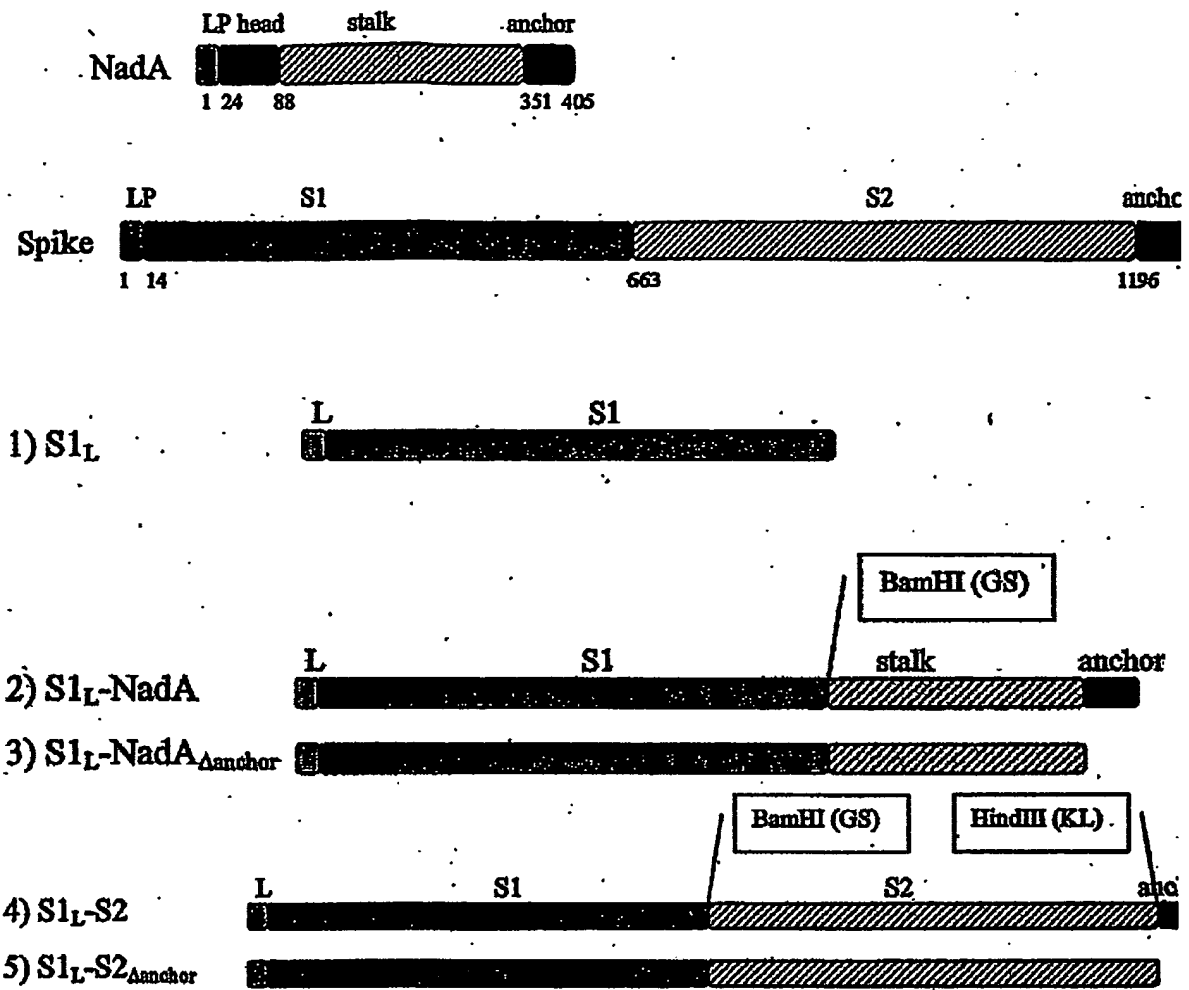 LP head stalk anchor
NadA
1 24 88 351 405
LP S1 S2 anchc
Spike
1 14 663 1196
L S1
1) S1L
BamHI (GS)
L S1 stalk anchor
2) S1L-NadA
3) S1L-NadAΔanchor
BamHI (GS) HindIII (KL)
L S1 S2 anc
4) S1L-S2
5) S1L-S2Δanchor